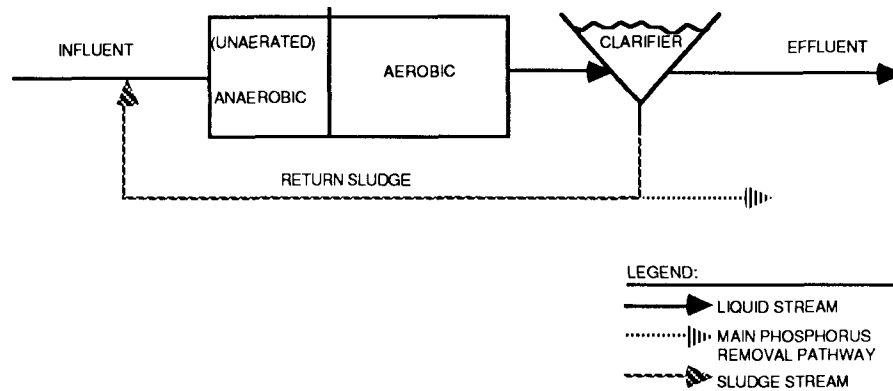 INFLUENT
(UNAERATED)
ANAEROBIC
AEROBIC
CLARIFIER
EFFLUENT
RETURN SLUDGE
LEGEND:
LIQUID STREAM
MAIN PHOSPHORUS
REMOVAL PATHWAY
SLUDGE STREAM